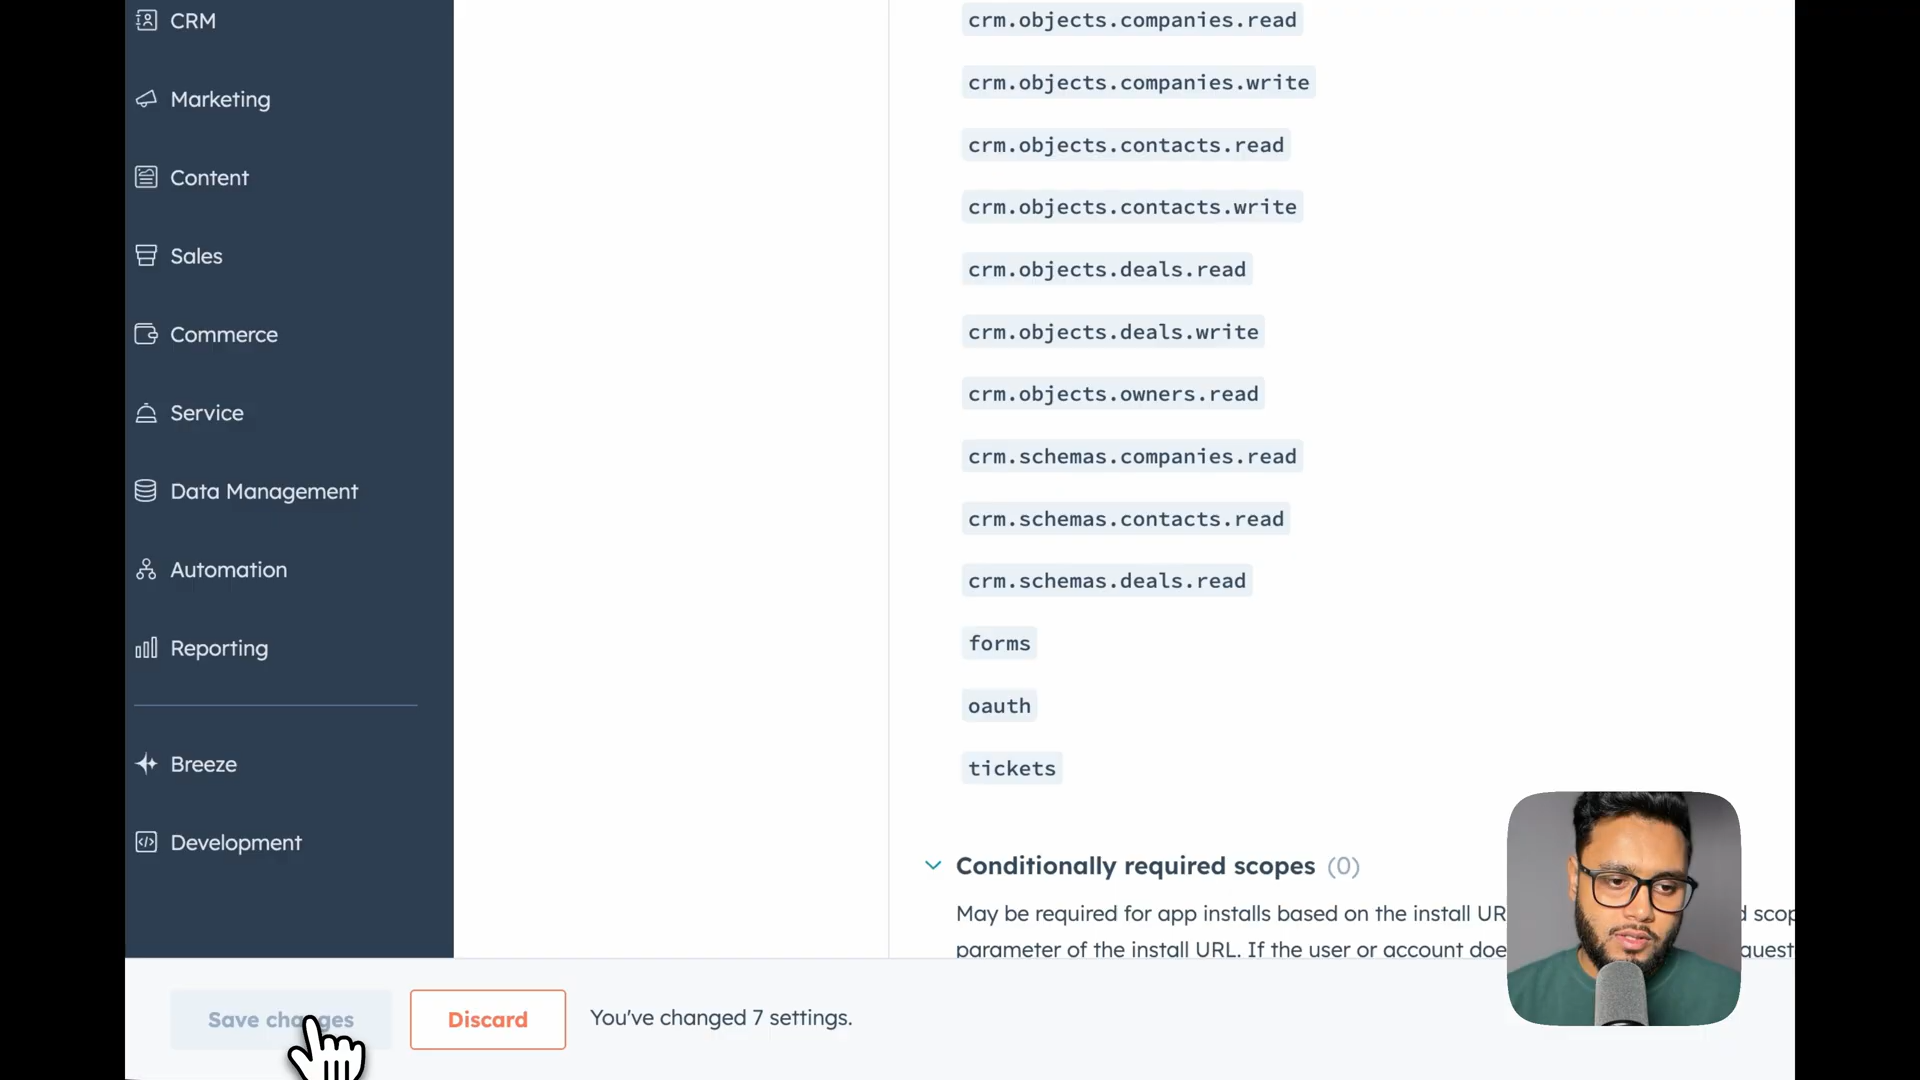 CRM
Marketing
Content
Sales
Commerce
Service
Data Management
Automation
Reporting
Breeze
Development
crm.objects.companies.read
crm.objects.companies.write
crm.objects.contacts.read
crm.objects.contacts.write
crm.objects.deals.read
crm.objects.deals.write
crm.objects.owners.read
crm.schemas.companies.read
crm.schemas.contacts.read
crm.schemas.deals.read
forms
oauth
tickets
Conditionally required scopes (0)
May be required for app installs based on the install UR
parameter of the install URL. If the user or account doe
Save changes
Discard
You've changed 7 settings.